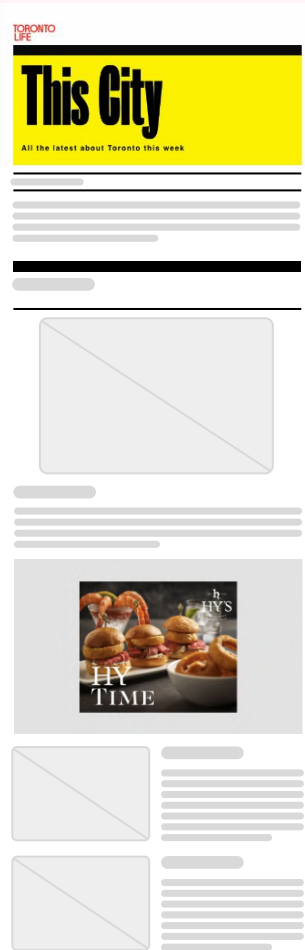 TORONTO
LIFE
This City
All the latest about Toronto this week
h
HY'S
HY
TIME